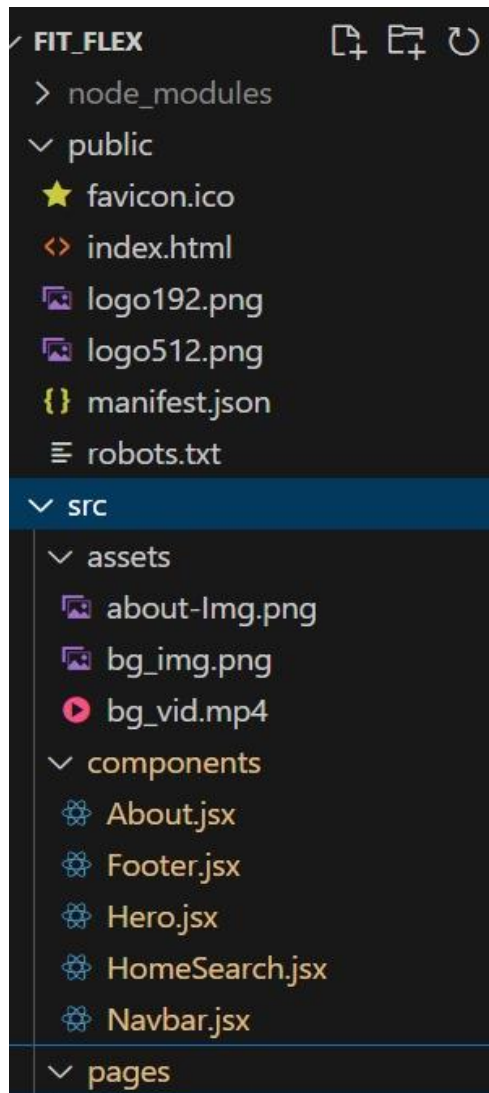 FIT_FLEX
node_modules
public
favicon.ico
index.html
logo192.png
logo512.png
manifest.json
robots.txt
src
assets
about-Img.png
bg_img.png
bg_vid.mp4
components
About.jsx
Footer.jsx
Hero.jsx
HomeSearch.jsx
Navbar.jsx
pages